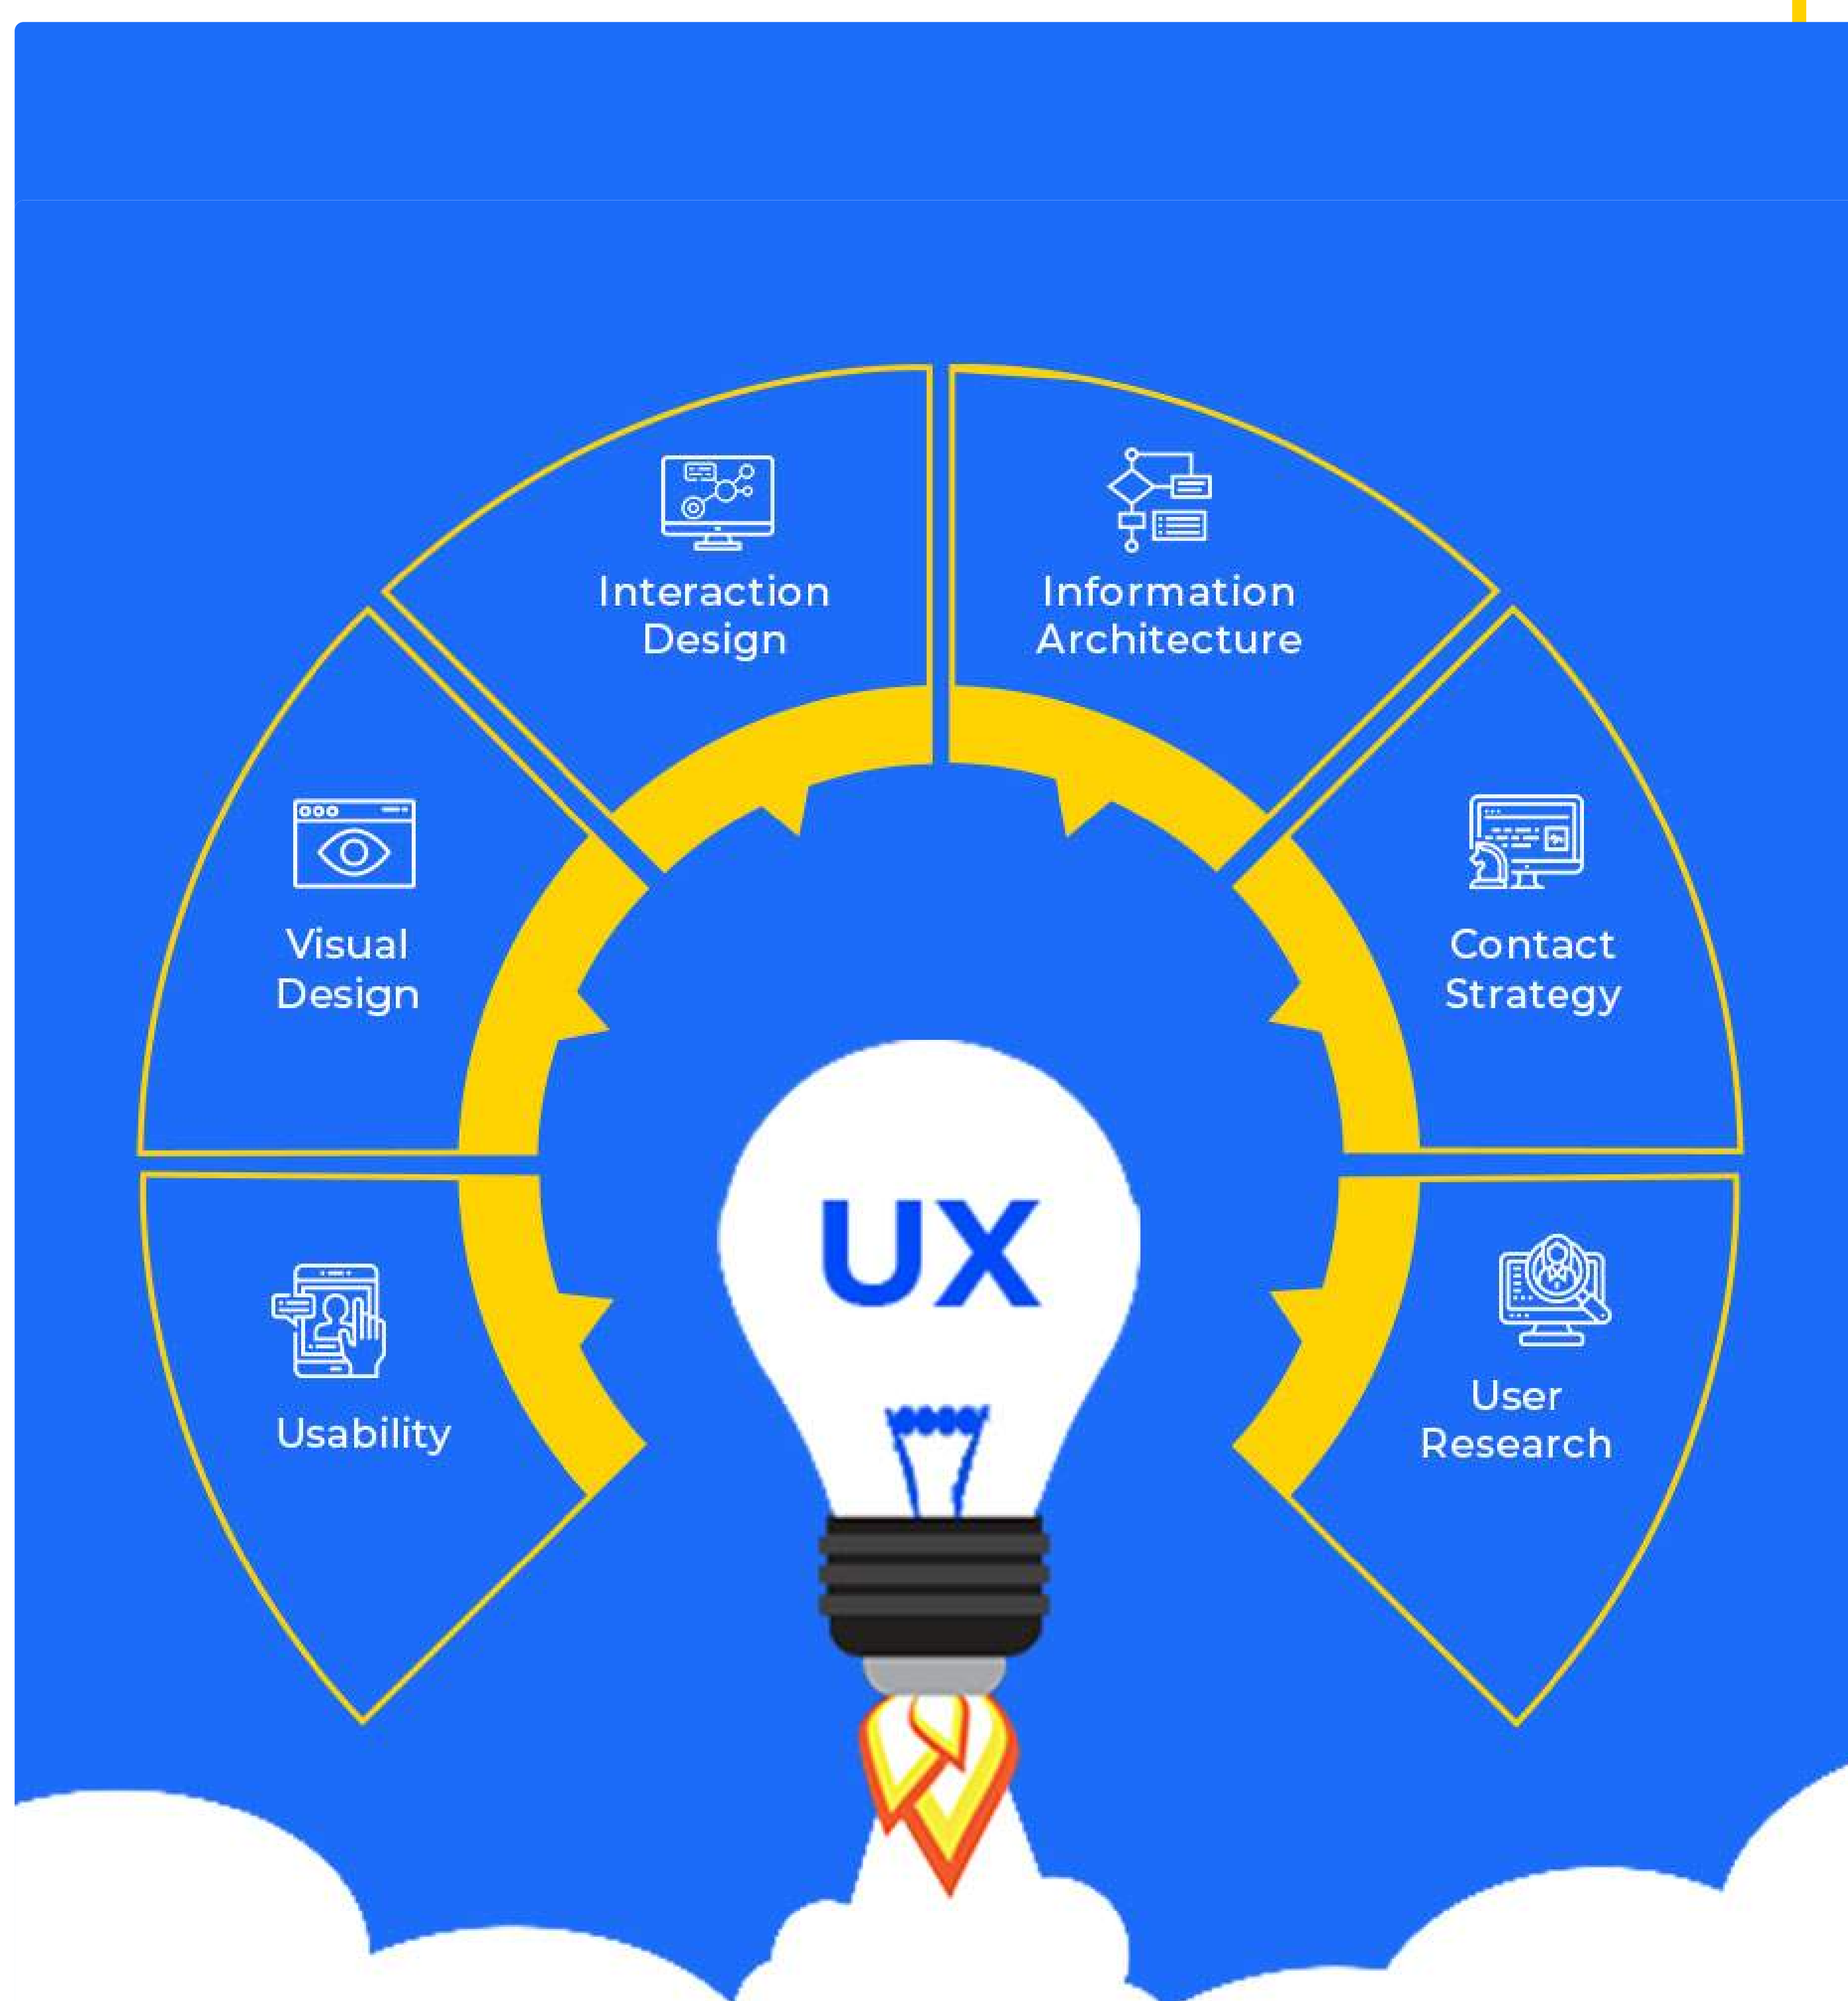 Interaction
Design
Information
Architecture
Visual
Design
Contact
Strategy
UX
Usability
User
Research